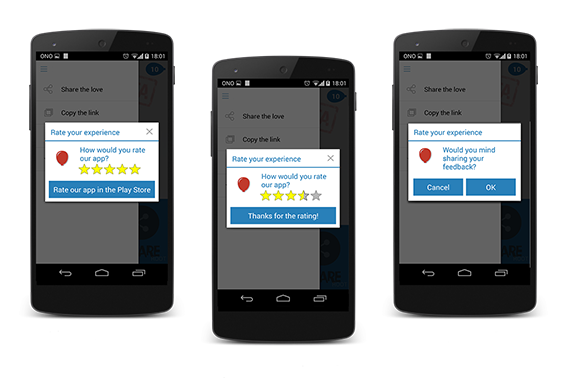 ONO 18:01
10
Share the love
Copy the link
Rate your experience
How would you rate
our app?
Rate our app in the Play Store
ONO 18:01
Share the love
Copy the link
Rate your experience
How would you rate
our app?
Thanks for the rating!
ARE
ONO 18:01
10
Share the love
Copy the link
Rate your experience
Would you mind
sharing your
feedback?
Cancel OK